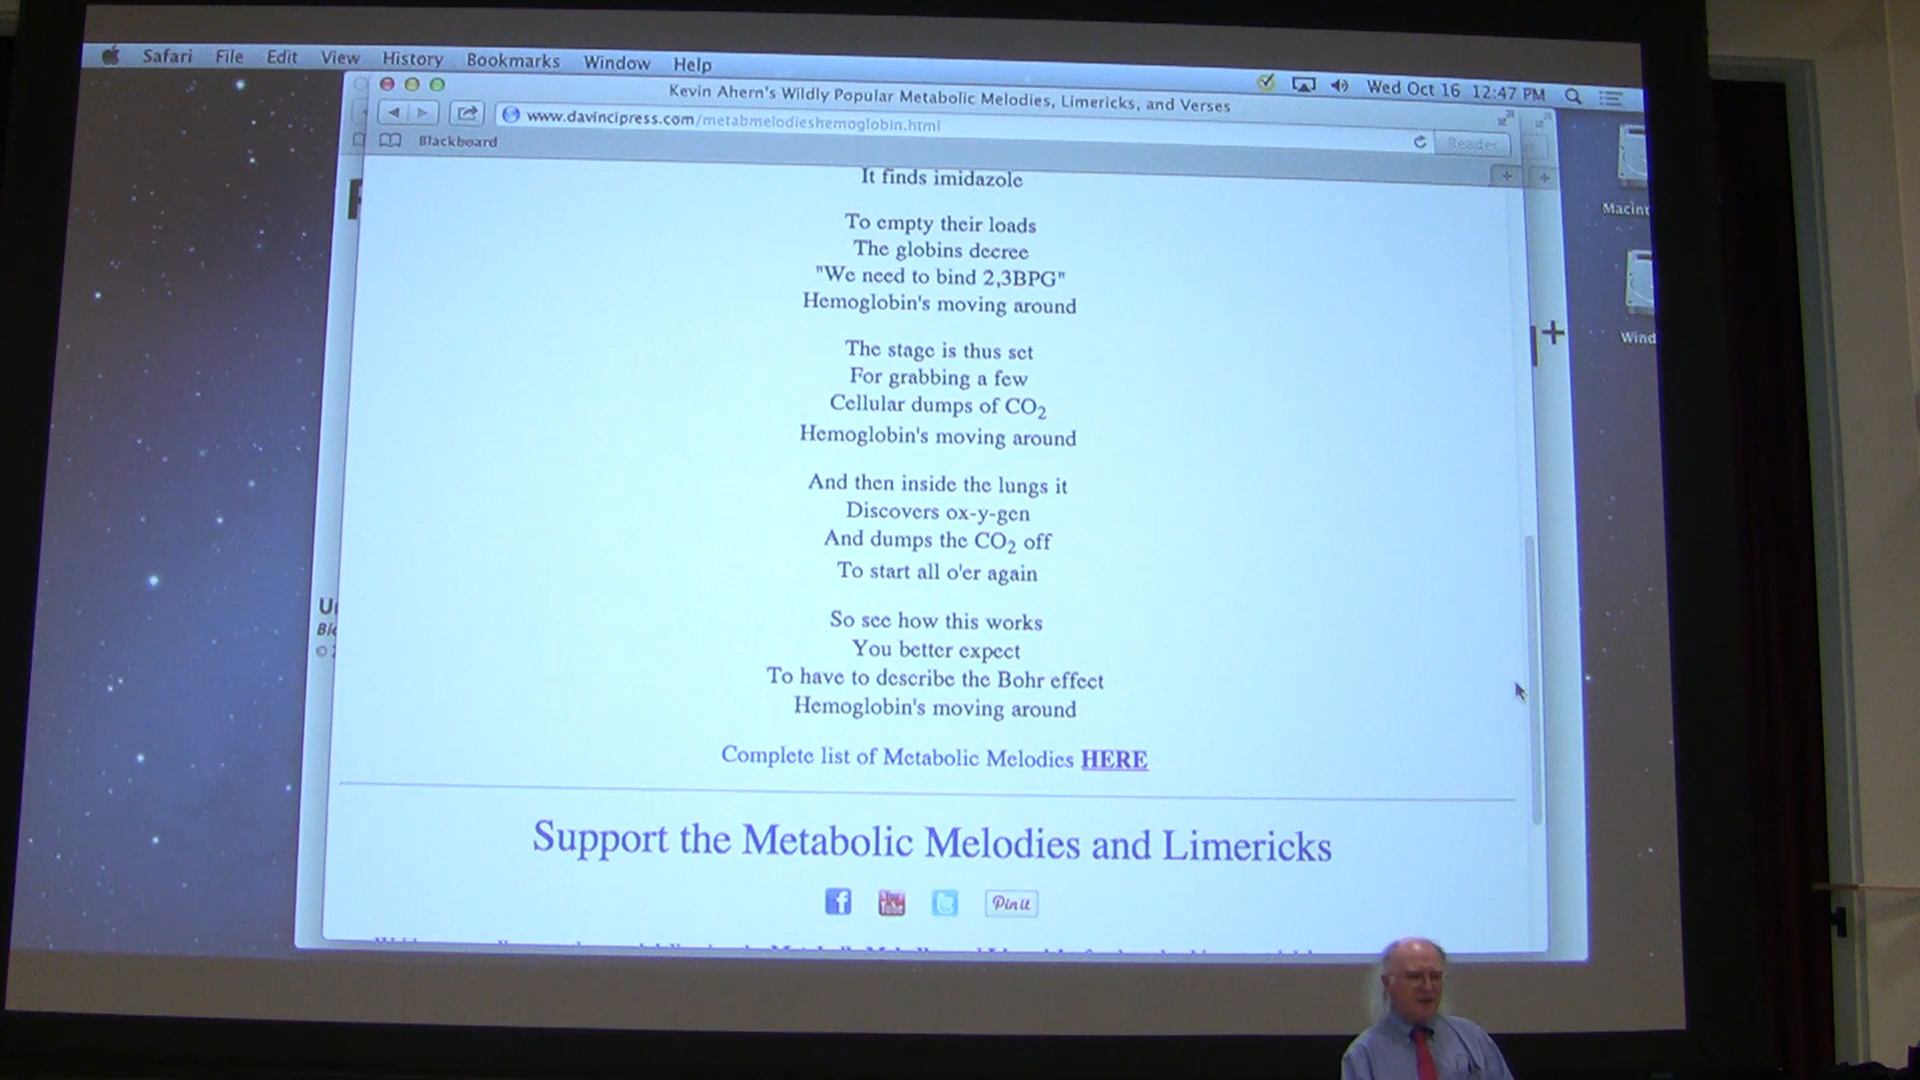 Safari File Edit View History Bookmarks Window Help
Wed Oct 16 12:47 PM
Kevin Ahern's Wildly Popular Metabolic Melodies, Limericks, and Verses
www.davincipress.com/metabmelodieshemoglobin.html
Reader
Blackboard
It finds imidazole
To empty their loads
The globins decree
"We need to bind 2,3BPG"
Hemoglobin's moving around
The stage is thus set
For grabbing a few
Cellular dumps of CO2
Hemoglobin's moving around
And then inside the lungs it
Discovers ox-y-gen
And dumps the CO2 off
To start all o'er again
So see how this works
You better expect
To have to describe the Bohr effect
Hemoglobin's moving around
Complete list of Metabolic Melodies HERE
Support the Metabolic Melodies and Limericks
f
You Tube
t
Pin it
Macint
Wind